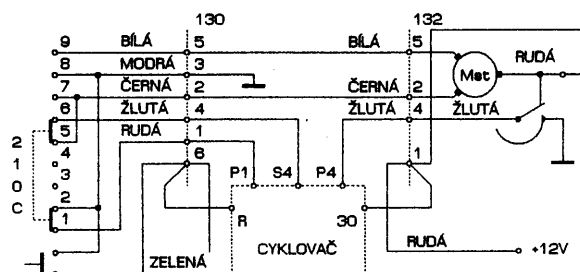 130 132
9 BÍLÁ 5 BÍLÁ 5 RUDÁ
8 MODRÁ 3 Mst
7 ČERNÁ 2 ČERNÁ 2
6 ŽLUTÁ 4 ŽLUTÁ 4 ŽLUTÁ
5 RUDÁ 1
4 6 P1 S4 P4 1
3
2
1
2 1 0 C
R 30
CYKLOVAČ
ZELENÁ RUDÁ +12V